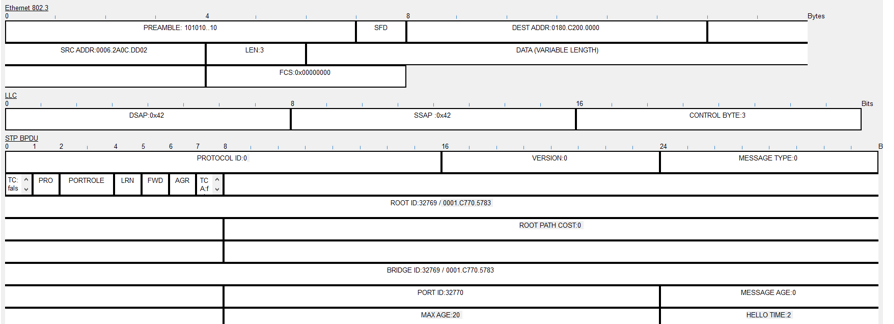 Ethernet 802.3
0 4 8 Bytes
PREAMBLE: 101010..10 SFD DEST ADDR:0180.C200.0000
SRC ADDR:0006.2A0C.DD02 LEN:3 DATA (VARIABLE LENGTH)
FCS:0x00000000
LLC
0 8 16 Bits
DSAP:0x42 SSAP :0x42 CONTROL BYTE:3
STP BPDU
0 1 2 4 5 6 7 8 16 24 B
PROTOCOL ID:0 VERSION:0 MESSAGE TYPE:0
TC: PRO PORTROLE LRN FWD AGR TC
fals A:f
ROOT ID:32769 / 0001.C770.5783
ROOT PATH COST:0
BRIDGE ID:32769 / 0001.C770.5783
PORT ID:32770 MESSAGE AGE:0
MAX AGE:20 HELLO TIME:2